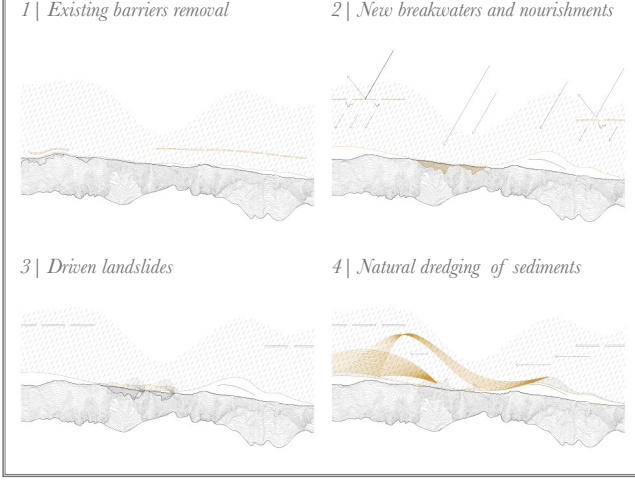 1| Existing barriers removal
2| New breakwaters and nourishments
3| Driven landslides
4| Natural dredging of sediments